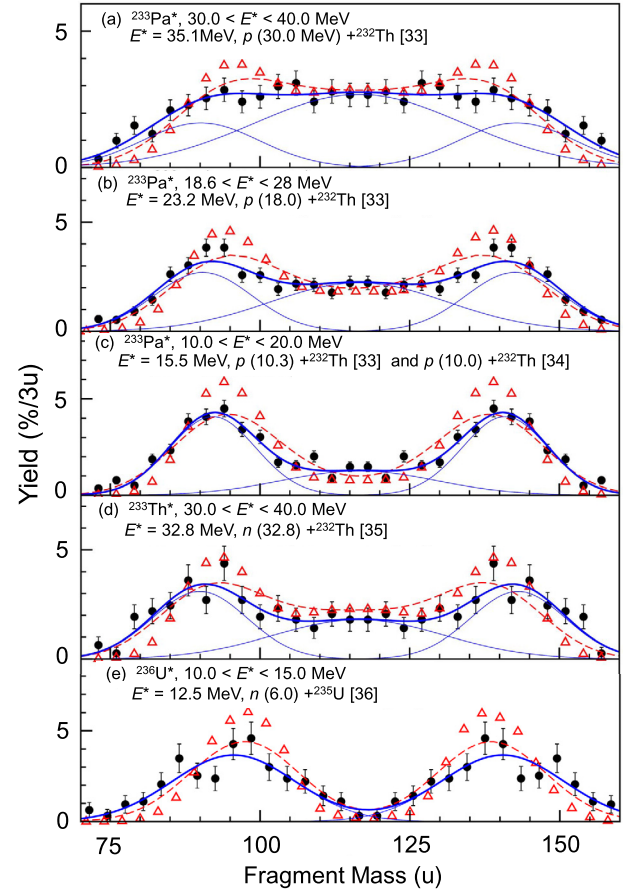 (a) ²³³Pa*, 30.0 < E* < 40.0 MeV
E* = 35.1MeV, p (30.0 MeV) +²³²Th [33]
5
0
(b) ²³³Pa*, 18.6 < E* < 28 MeV
E* = 23.2 MeV, p (18.0) +²³²Th [33]
5
0
(c) ²³³Pa*, 10.0 < E* < 20.0 MeV
E* = 15.5 MeV, p (10.3) +²³²Th [33] and p (10.0) +²³²Th [34]
5
0
Yield (%/3u)
(d) ²³³Th*, 30.0 < E* < 40.0 MeV
E* = 32.8 MeV, n (32.8) +²³²Th [35]
5
0
(e) ²³⁶U*, 10.0 < E* < 15.0 MeV
E* = 12.5 MeV, n (6.0) +²³⁵U [36]
5
0
75 100 125 150
Fragment Mass (u)